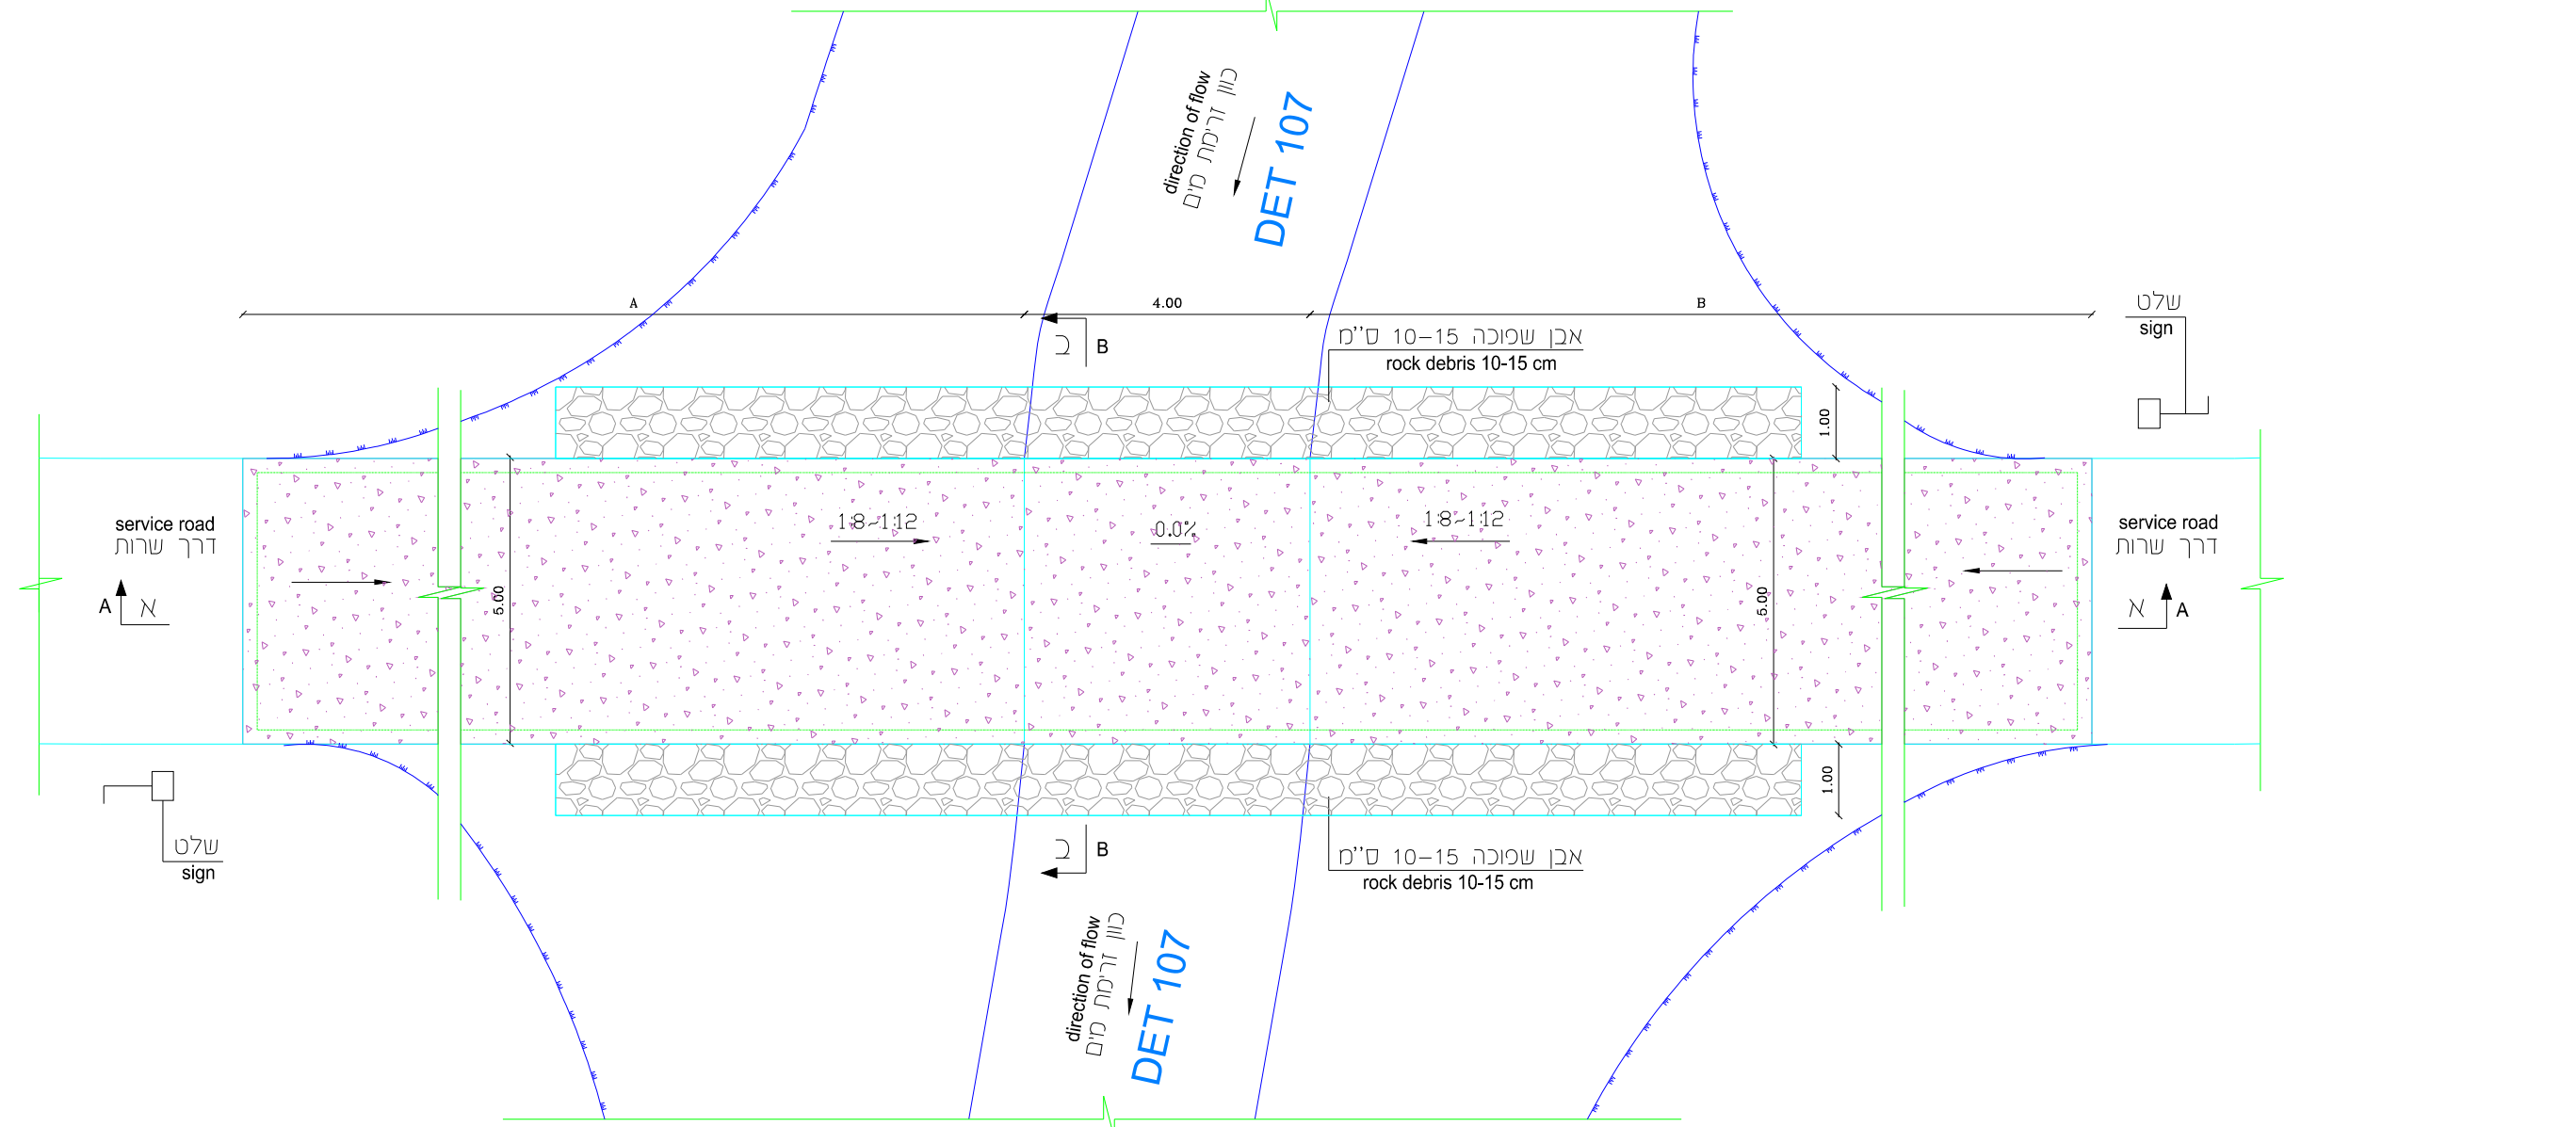 direction of flow
כוון זרימת מים
DET 107
A
4.00
B
שלט
sign
ב
B
אבן שפוכה 10-15 ס''מ
rock debris 10-15 cm
1.00
service road
דרך שרות
1:8~1:12
0.0%
1:8~1:12
service road
דרך שרות
A
א
5.00
5.00
א
A
1.00
שלט
sign
ב
B
אבן שפוכה 10-15 ס''מ
rock debris 10-15 cm
direction of flow
כוון זרימת מים
DET 107